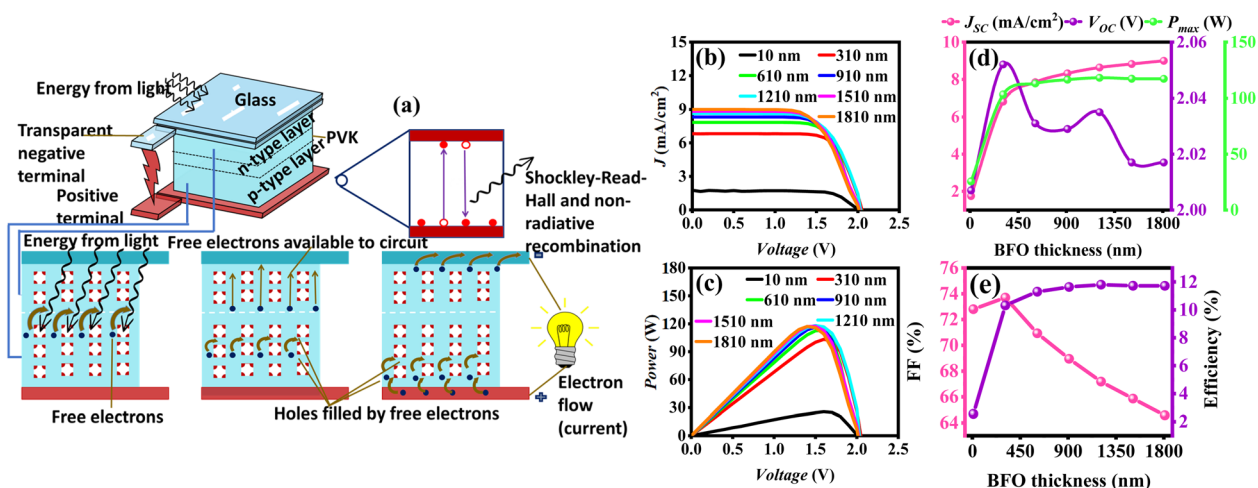 (a)
Energy from light
Glass
Transparent
negative
terminal
PVK
n-type layer
p-type layer
Positive
terminal
Shockley-Read-
Hall and non-
radiative
recombination
Energy from light
Free electrons available to circuit
Free electrons
Holes filled by free electrons
Electron
flow
(current)
(b)
10 nm 310 nm
610 nm 910 nm
1210 nm 1510 nm
1810 nm
J (mA/cm²)
15
12
9
6
3
0
0.0 0.5 1.0 1.5 2.0 2.5
Voltage (V)
(c)
10 nm 310 nm
610 nm 910 nm
1510 nm 1210 nm
1810 nm
Power (W)
180
150
120
90
60
30
0
0.0 0.5 1.0 1.5 2.0 2.5
Voltage (V)
J_SC (mA/cm²) V_OC (V) P_max (W)
(d)
10
8
6
4
2
2.06
2.04
2.02
2.00
150
100
50
0
0 450 900 1350 1800
BFO thickness (nm)
(e)
FF (%)
76
74
72
70
68
66
64
Efficiency (%)
12
10
8
6
4
2
0 450 900 1350 1800
BFO thickness (nm)